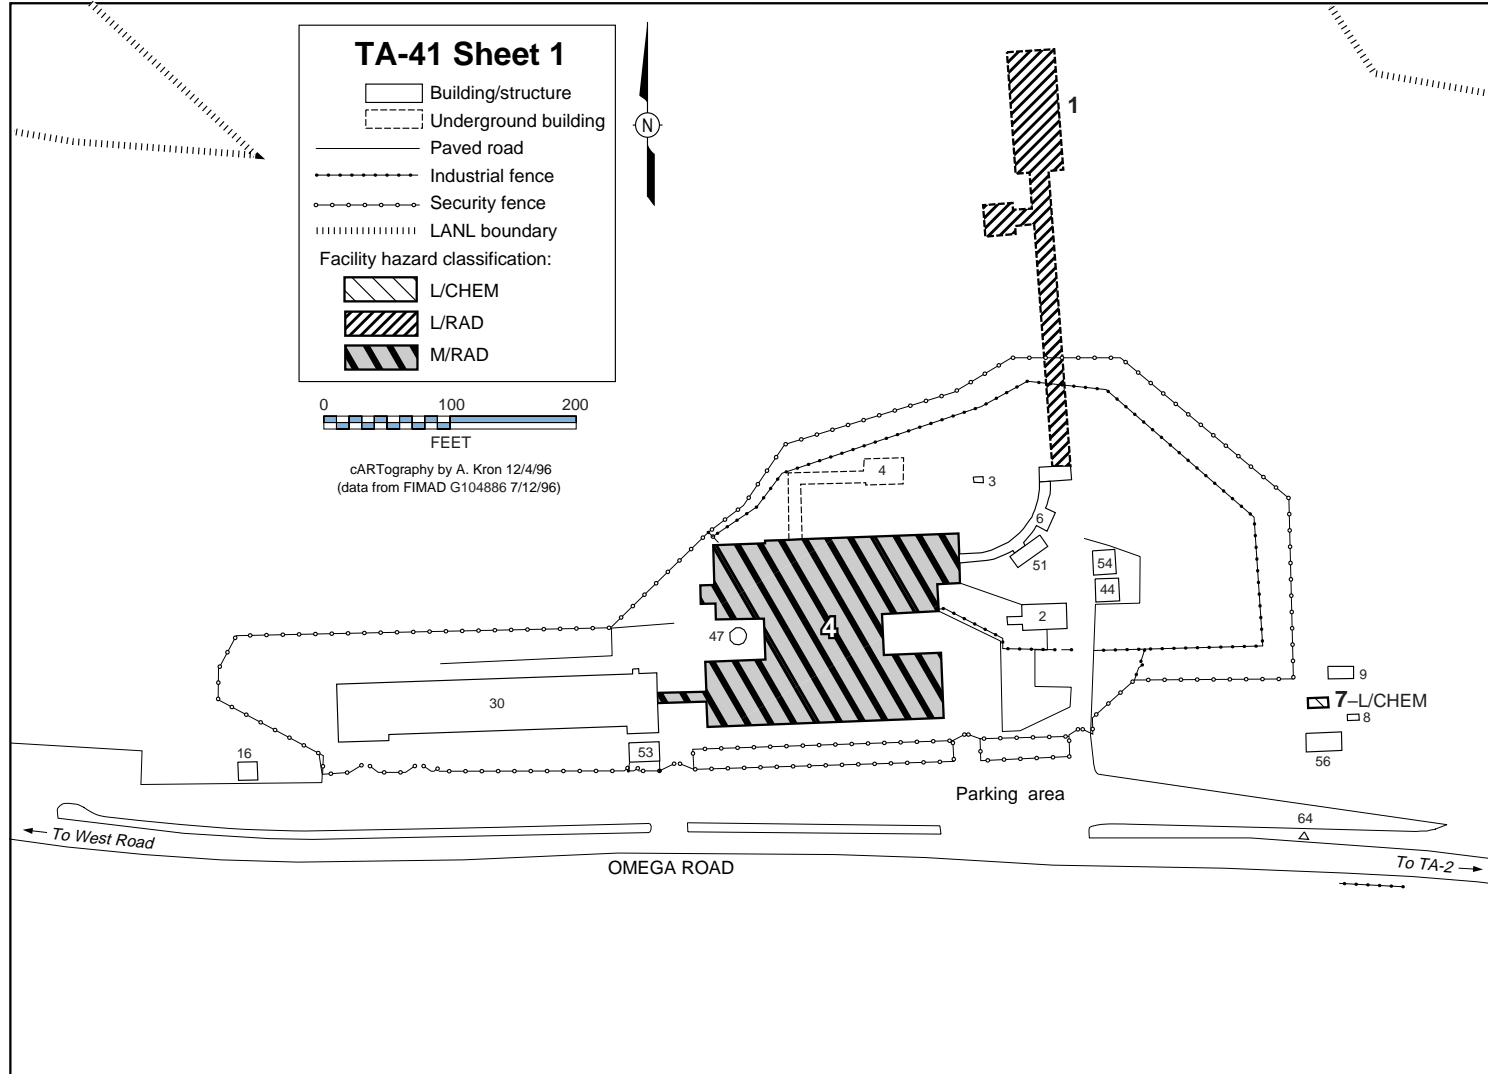 TA-41 Sheet 1
Building/structure
Underground building
Paved road
Industrial fence
Security fence
LANL boundary
Facility hazard classification:
L/CHEM
L/RAD
M/RAD
N
0 100 200
FEET
cARTography by A. Kron 12/4/96
(data from FIMAD G104886 7/12/96)
1
4
3
6
51
54
44
2
47
4
30
9
7–L/CHEM
8
56
16
53
Parking area
64
To West Road
OMEGA ROAD
To TA-2